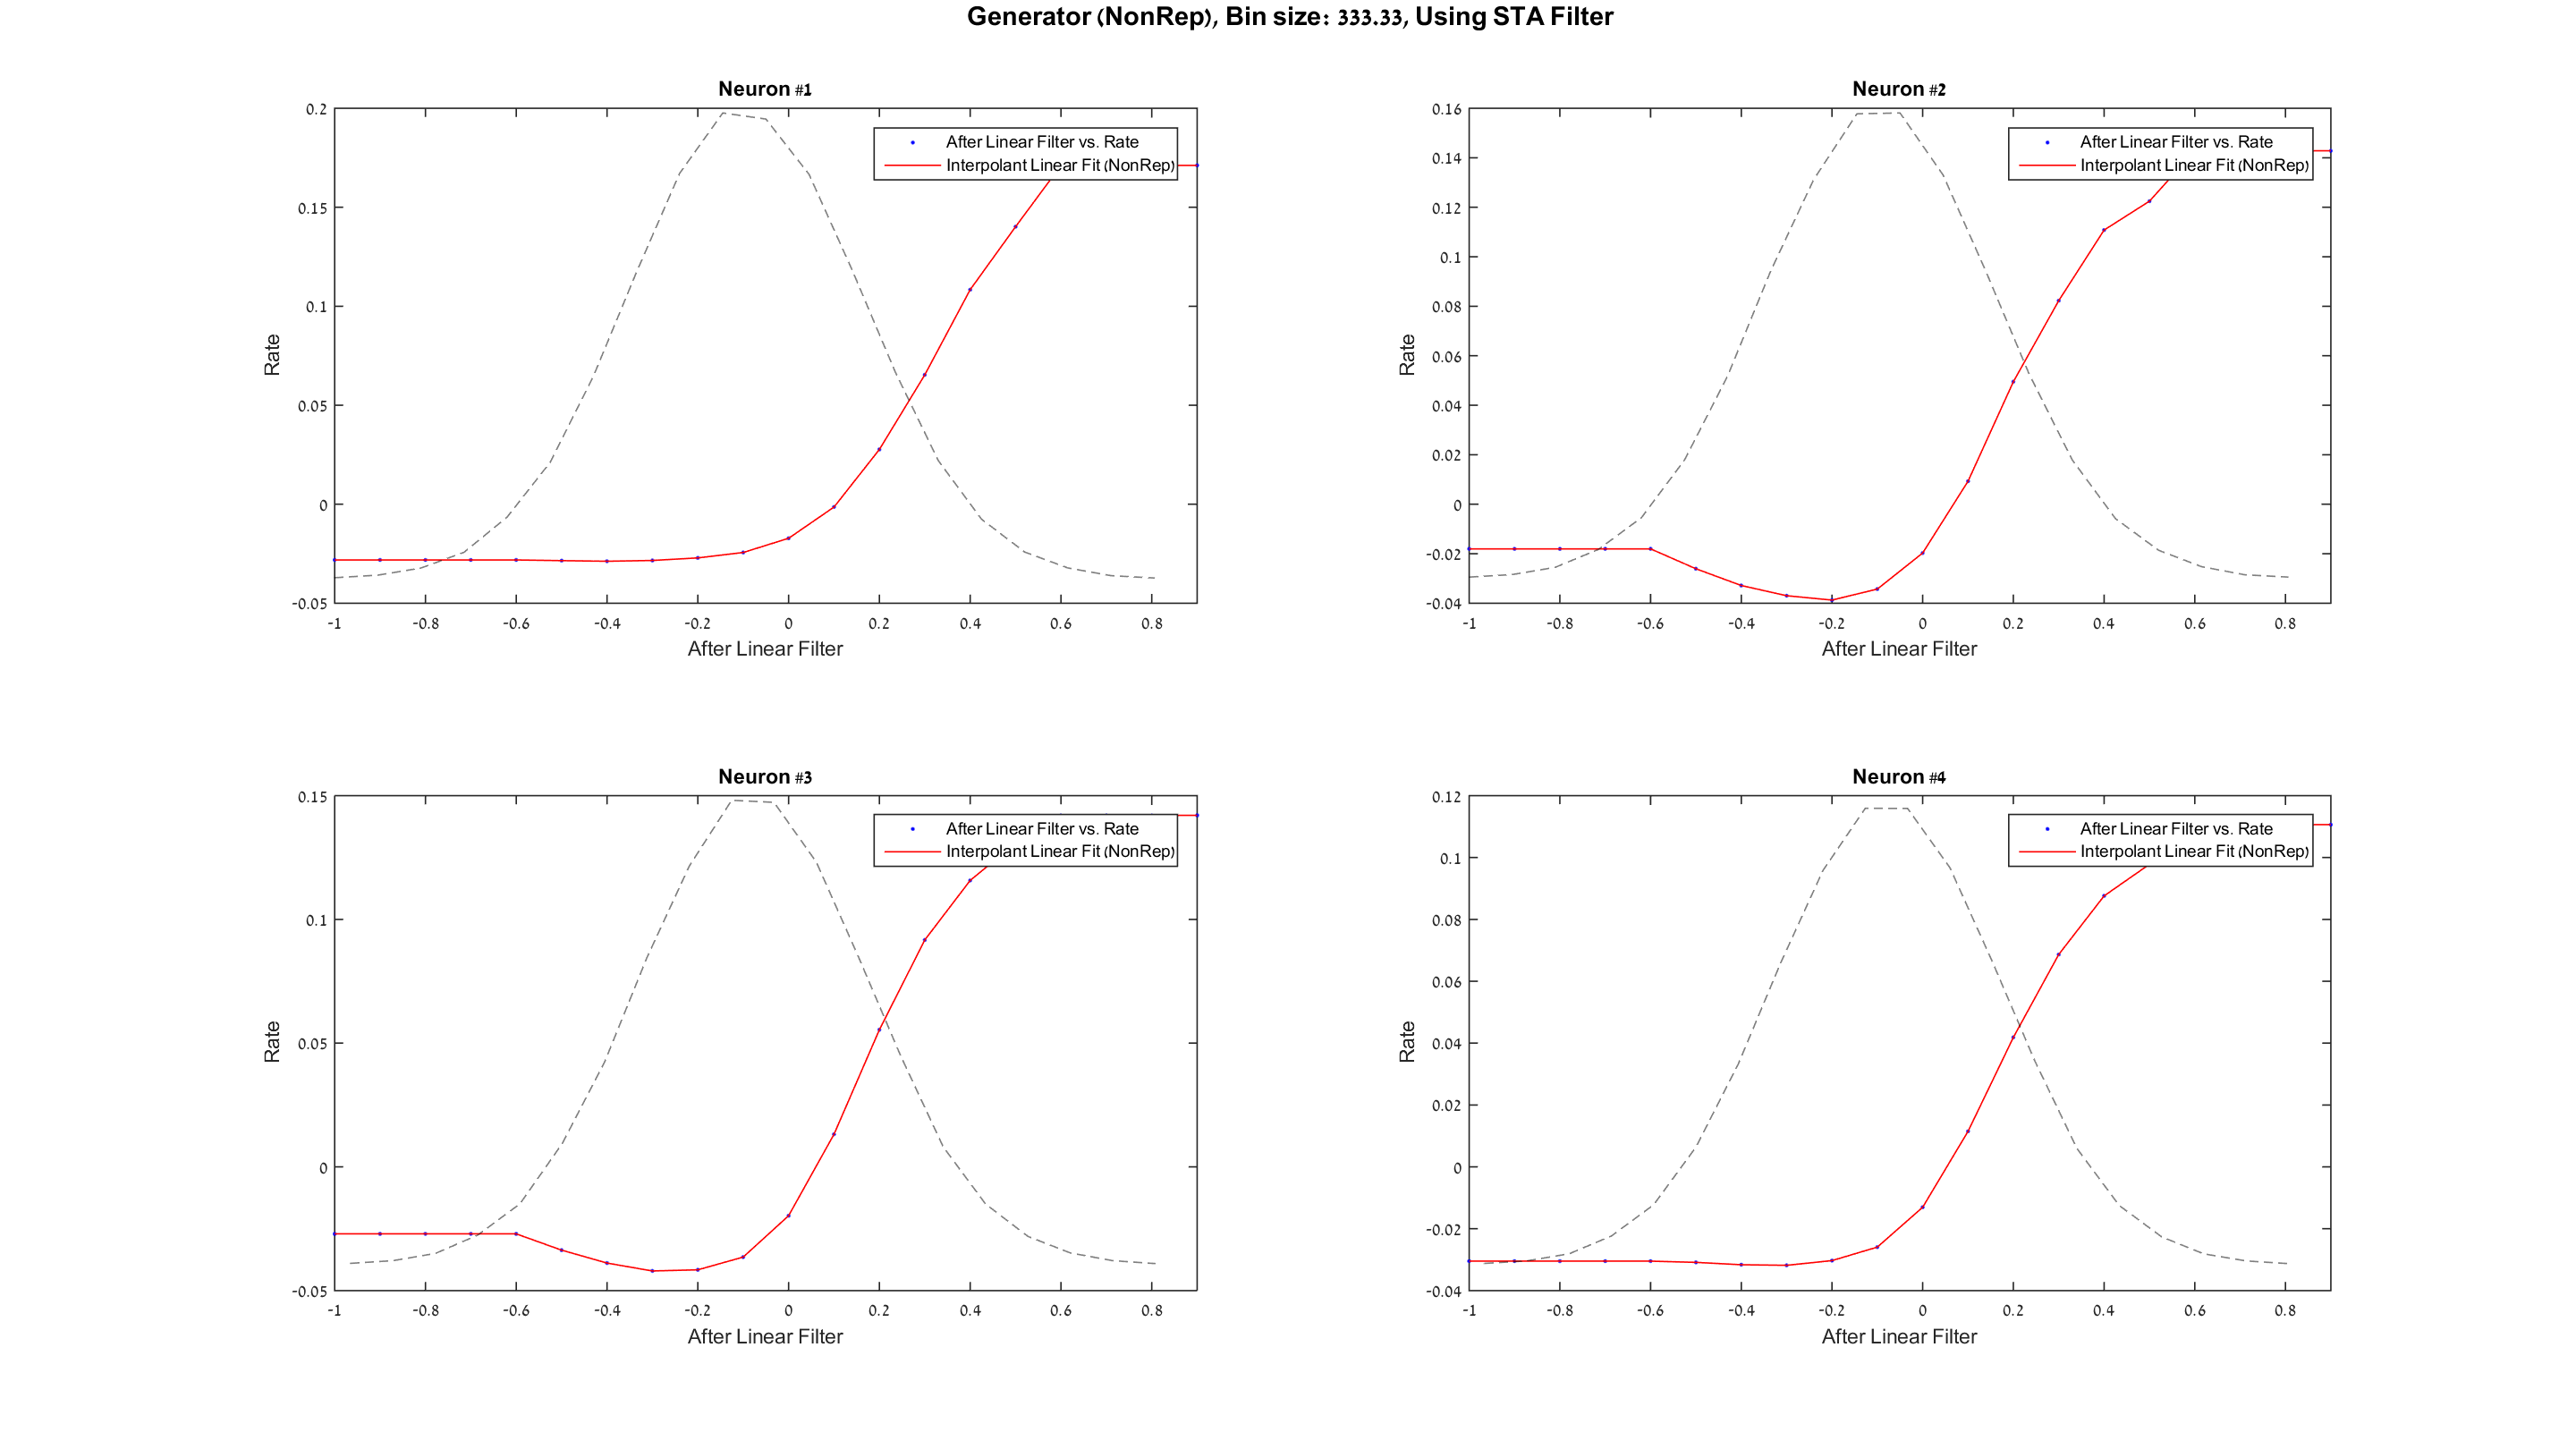 Generator (NonRep), Bin size: 333.33, Using STA Filter
Neuron #1
0.2
0.15
0.1
0.05
0
-0.05
Rate
After Linear Filter vs. Rate
Interpolant Linear Fit (NonRep)
-1 -0.8 -0.6 -0.4 -0.2 0 0.2 0.4 0.6 0.8
After Linear Filter
Neuron #2
0.16
0.14
0.12
0.1
0.08
0.06
0.04
0.02
0
-0.02
-0.04
Rate
After Linear Filter vs. Rate
Interpolant Linear Fit (NonRep)
-1 -0.8 -0.6 -0.4 -0.2 0 0.2 0.4 0.6 0.8
After Linear Filter
Neuron #3
0.15
0.1
0.05
0
-0.05
Rate
After Linear Filter vs. Rate
Interpolant Linear Fit (NonRep)
-1 -0.8 -0.6 -0.4 -0.2 0 0.2 0.4 0.6 0.8
After Linear Filter
Neuron #4
0.12
0.1
0.08
0.06
0.04
0.02
0
-0.02
-0.04
Rate
After Linear Filter vs. Rate
Interpolant Linear Fit (NonRep)
-1 -0.8 -0.6 -0.4 -0.2 0 0.2 0.4 0.6 0.8
After Linear Filter